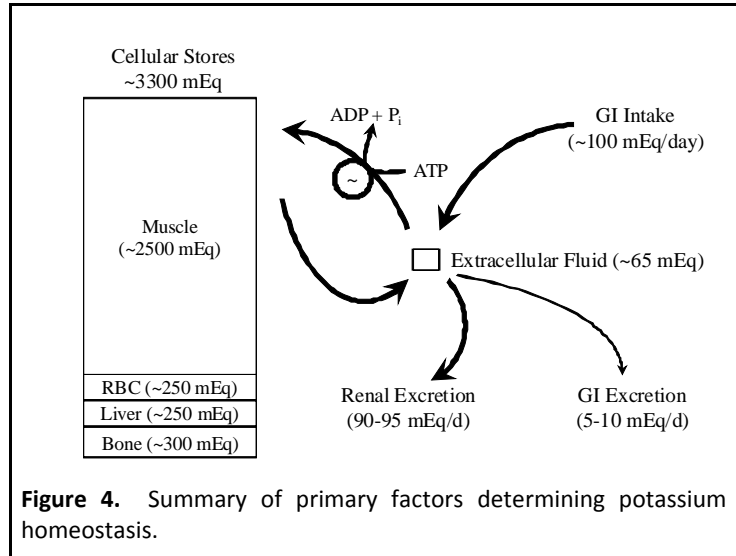 Cellular Stores
~3300 mEq
Muscle
(~2500 mEq)
RBC (~250 mEq)
Liver (~250 mEq)
Bone (~300 mEq)
ADP + Pi
ATP
~
GI Intake
(~100 mEq/day)
Extracellular Fluid (~65 mEq)
Renal Excretion
(90-95 mEq/d)
GI Excretion
(5-10 mEq/d)
Figure 4. Summary of primary factors determining potassium
homeostasis.